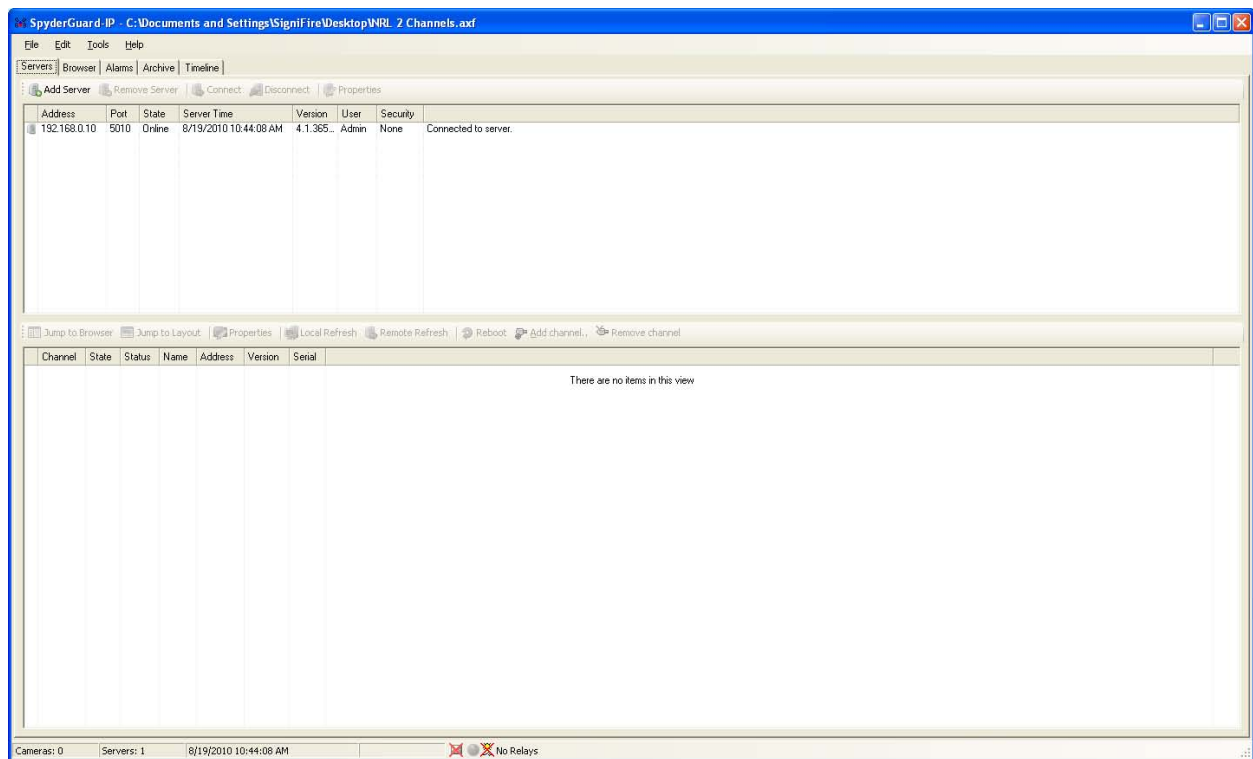 SpyderGuard-IP - C:\Documents and Settings\SigniFire\Desktop\NRL 2 Channels.axf
File Edit Tools Help
Servers Browser Alarms Archive Timeline
Add Server Remove Server Connect Disconnect Properties
Address Port State Server Time Version User Security
192.168.0.10 5010 Online 8/19/2010 10:44:08 AM 4.1.365... Admin None Connected to server.
Jump to Browser Jump to Layout Properties Local Refresh Remote Refresh Reboot Add channel.. Remove channel
Channel State Status Name Address Version Serial
There are no items in this view
Cameras: 0 Servers: 1 8/19/2010 10:44:08 AM No Relays